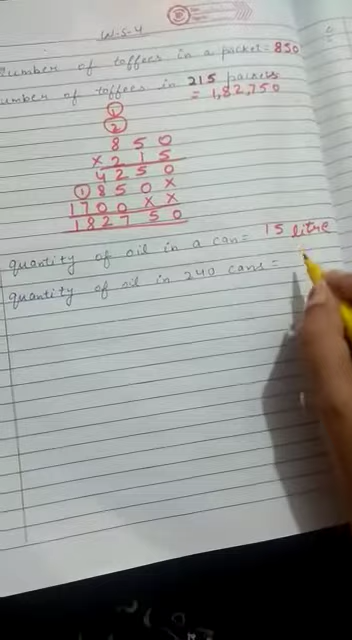 W-S-4
Number of toffees in a packet = 850
number of toffees in 215 packets
= 1,82,750
1
2
8 5 0
× 2 1 5
4 2 5 0
1 8 5 0 ×
1 7 0 0 × ×
1 8 2 7 5 0
quantity of oil in a can = 15 litre
quantity of oil in 240 cans =